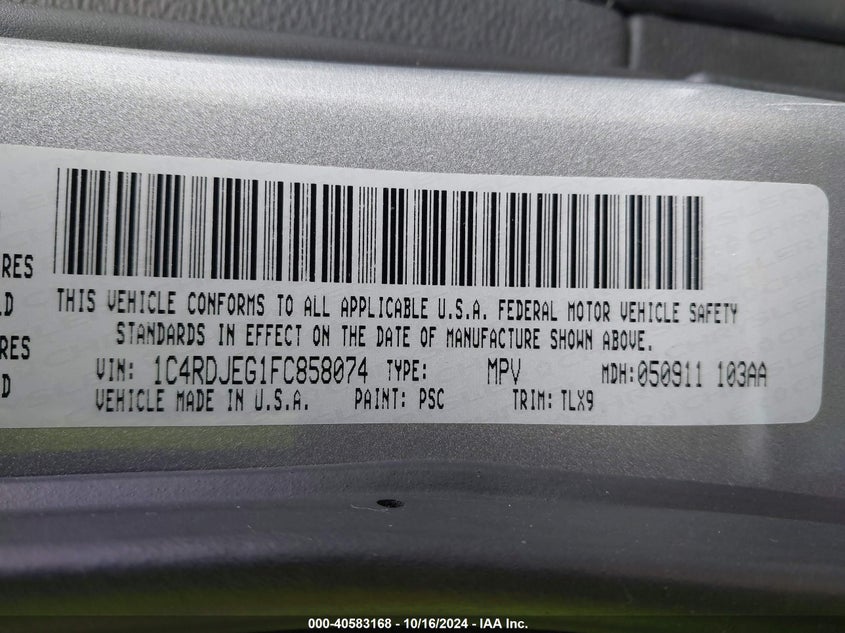 RES
LD
RES
D
THIS VEHICLE CONFORMS TO ALL APPLICABLE U.S.A. FEDERAL MOTOR VEHICLE SAFETY
STANDARDS IN EFFECT ON THE DATE OF MANUFACTURE SHOWN ABOVE.
VIN: 1C4RDJEG1FC858074 TYPE: MPV MDH:050911 103AA
VEHICLE MADE IN U.S.A. PAINT: PSC TRIM: TLX9
000-40583168 - 10/16/2024 - IAA Inc.